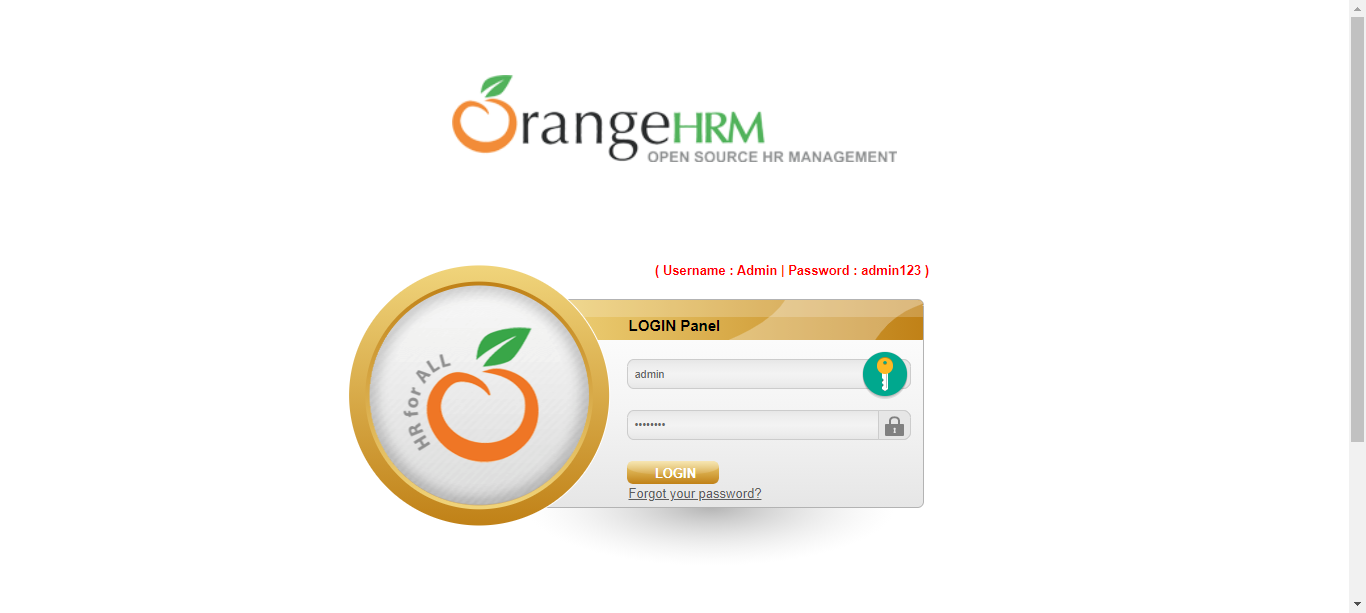 OrangeHRM
OPEN SOURCE HR MANAGEMENT
( Username : Admin | Password : admin123 )
LOGIN Panel
HR for ALL
admin
••••••••
LOGIN
Forgot your password?